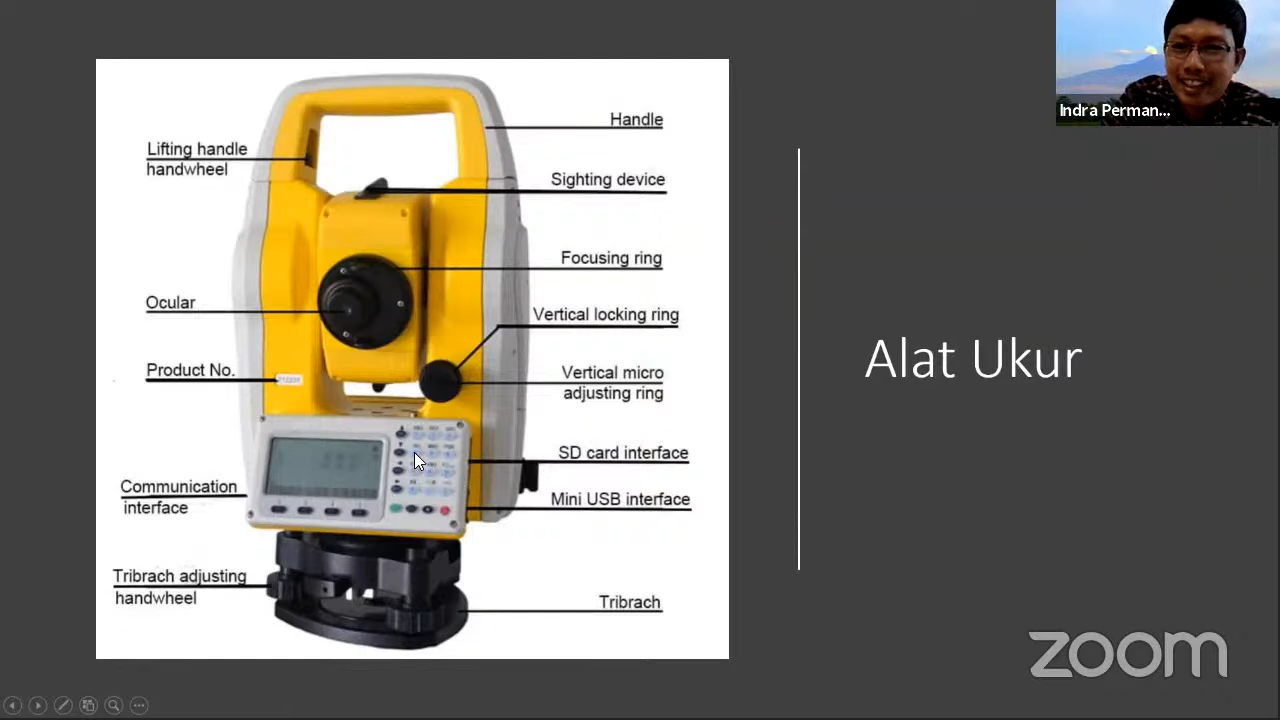 Indra Perman...
Handle
Lifting handle
handwheel
Sighting device
Focusing ring
Ocular
Vertical locking ring
Product No.
Vertical micro
adjusting ring
SD card interface
Communication
interface
Mini USB interface
Tribrach adjusting
handwheel
Tribrach
Alat Ukur
zoom